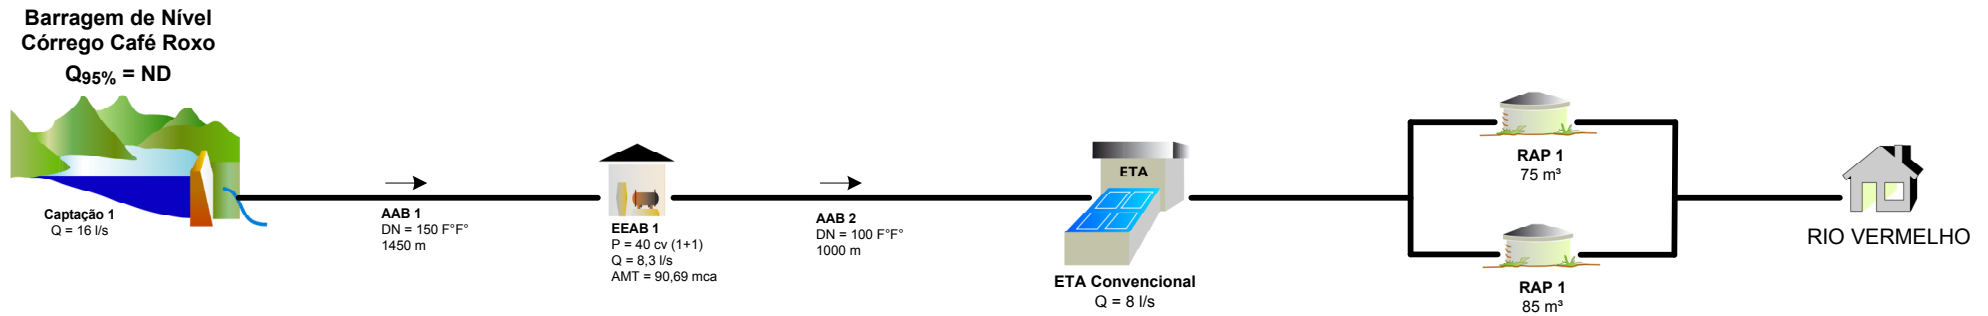 Barragem de Nível
Córrego Café Roxo
Q95% = ND
Captação 1
Q = 16 l/s
AAB 1
DN = 150 F°F°
1450 m
EEAB 1
P = 40 cv (1+1)
Q = 8,3 l/s
AMT = 90,69 mca
AAB 2
DN = 100 F°F°
1000 m
ETA
ETA Convencional
Q = 8 l/s
RAP 1
75 m³
RAP 1
85 m³
RIO VERMELHO